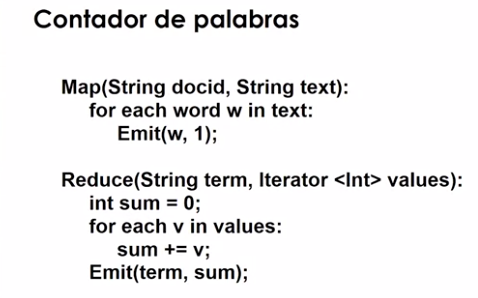 Contador de palabras
Map(String docid, String text):
for each word w in text:
Emit(w, 1);
Reduce(String term, Iterator <Int> values):
int sum = 0;
for each v in values:
sum += v;
Emit(term, sum);